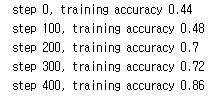 step 0, training accuracy 0.44
step 100, training accuracy 0.48
step 200, training accuracy 0.7
step 300, training accuracy 0.72
step 400, training accuracy 0.86